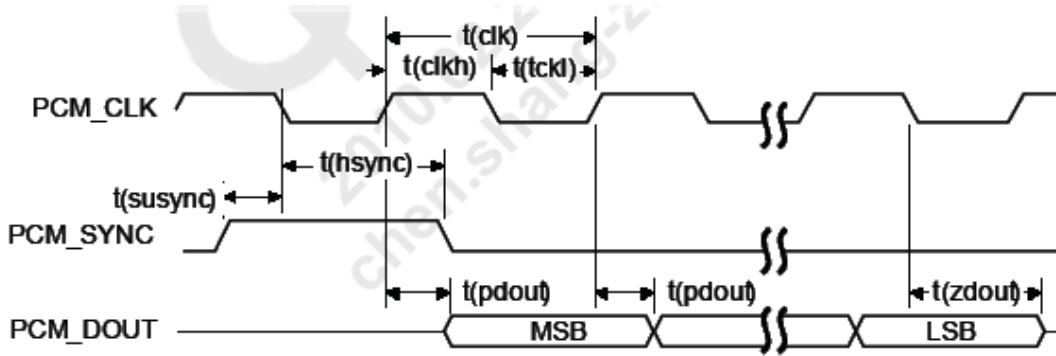 t(clk)
t(clkh) t(tckl)
PCM_CLK
t(hsync)
t(susync)
PCM_SYNC
t(pdout) t(pdout) t(zdout)
PCM_DOUT MSB LSB